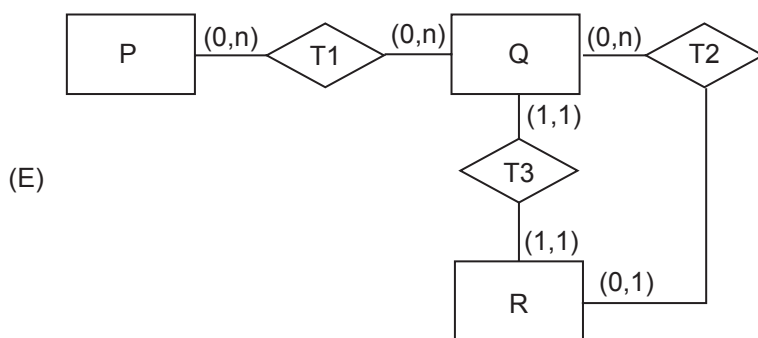 P (0,n) T1 (0,n) Q (0,n) T2
(1,1)
(E) T3
(1,1)
R (0,1)